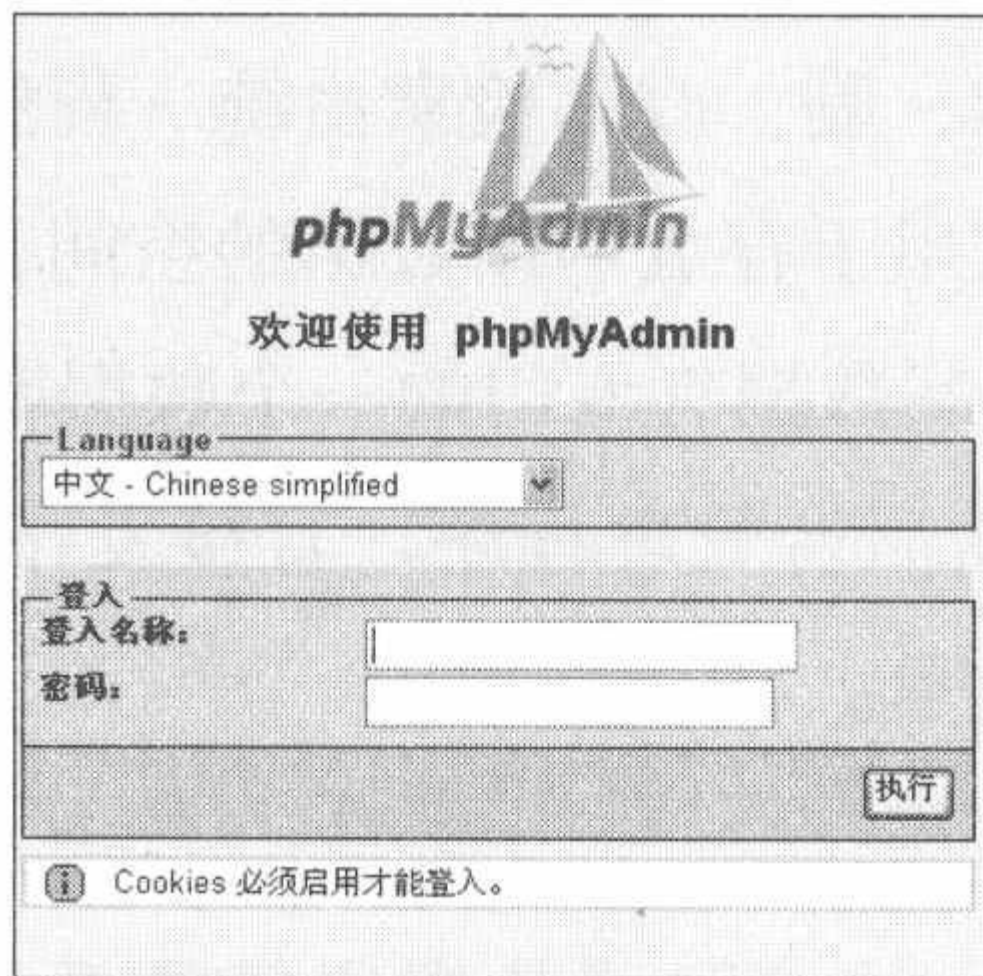 phpMyAdmin
欢迎使用 phpMyAdmin
Language
中文 - Chinese simplified
登入
登入名称：
密码：
执行
Cookies 必须启用才能登入。